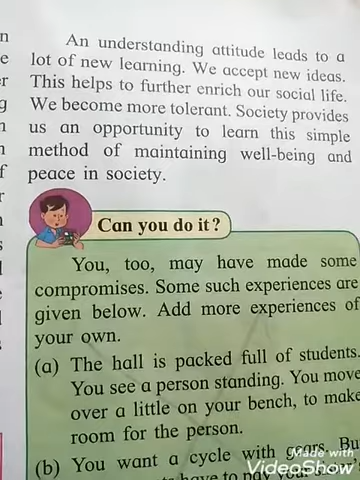 An understanding attitude leads to a
lot of new learning. We accept new ideas.
This helps to further enrich our social life.
We become more tolerant. Society provides
us an opportunity to learn this simple
method of maintaining well-being and
peace in society.
Can you do it?
You, too, may have made some
compromises. Some such experiences are
given below. Add more experiences of
your own.
(a) The hall is packed full of students.
You see a person standing. You move
over a little on your bench, to make
room for the person.
(b) You want a cycle with gears. But
have to pay your
Made with
VideoShow